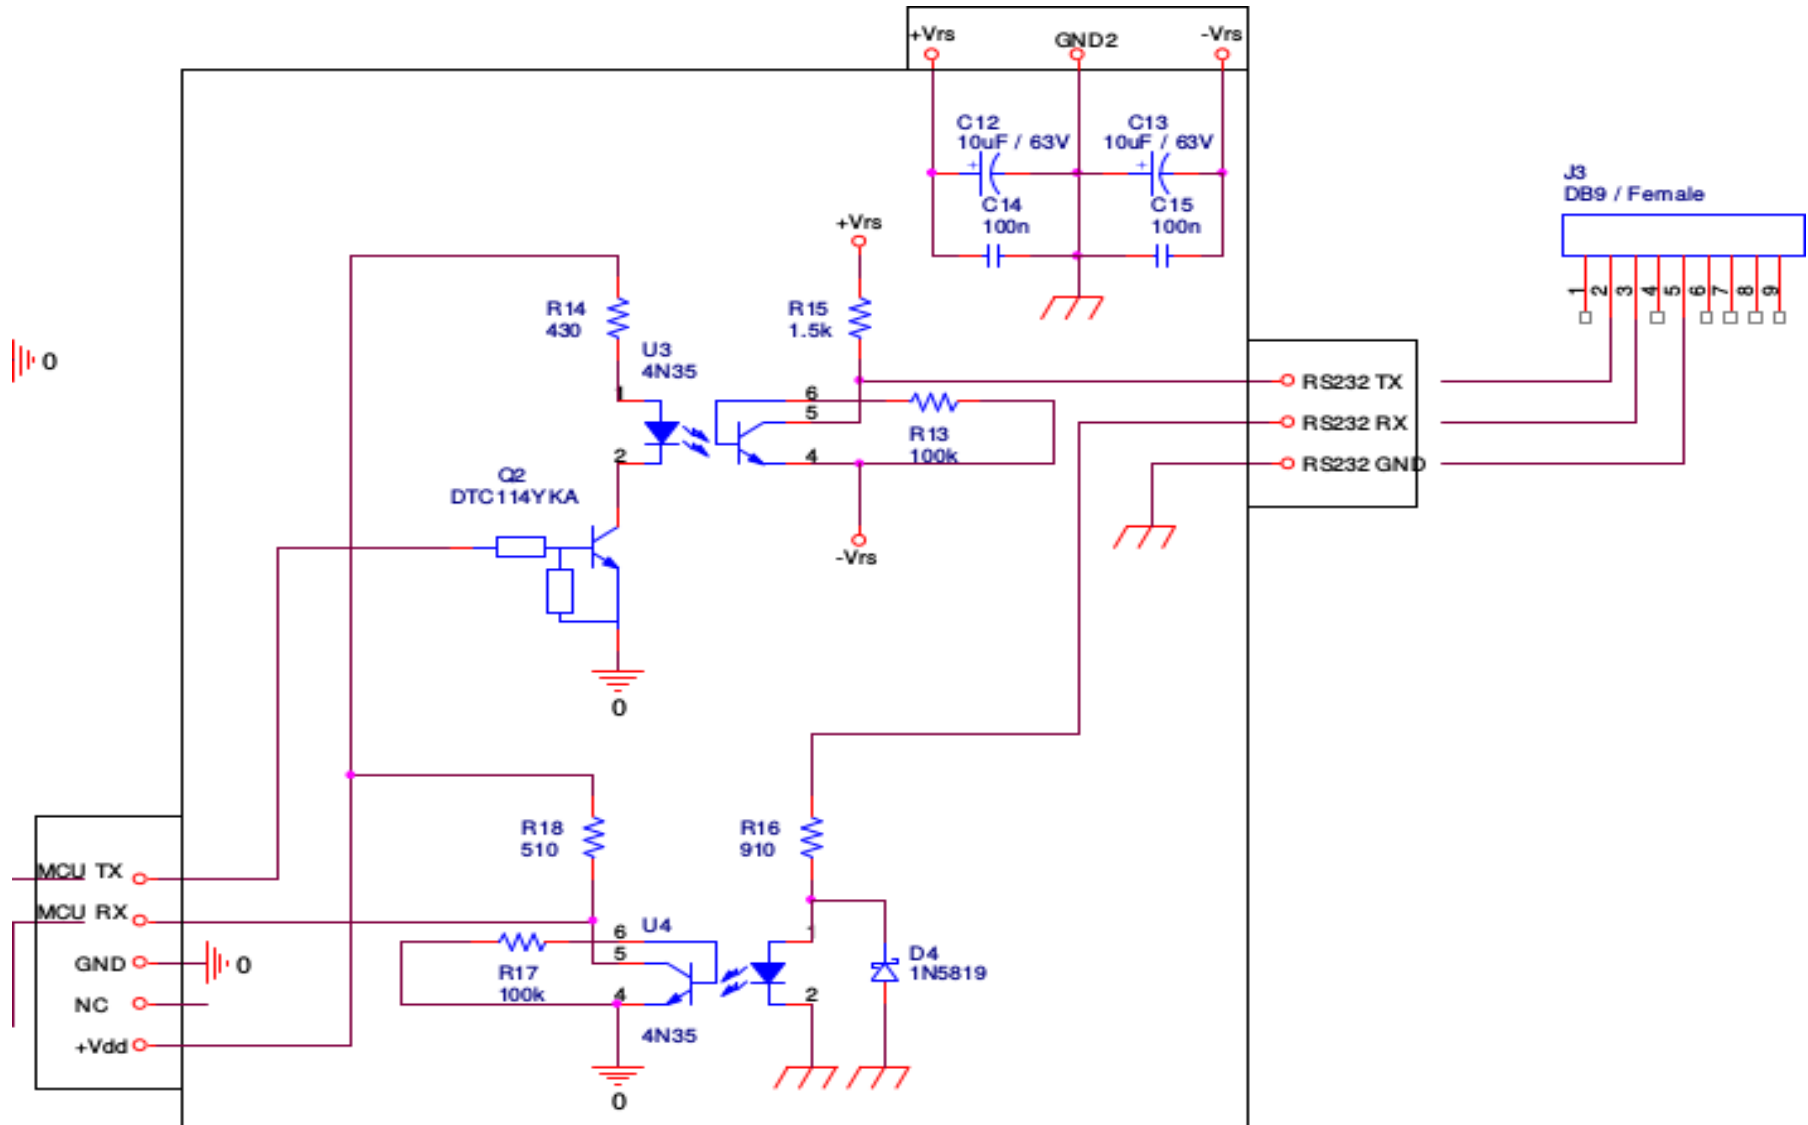 +Vrs
GND2
-Vrs
C12
10uF / 63V
C13
10uF / 63V
C14
100n
C15
100n
J3
DB9 / Female
1
2
3
4
5
6
7
8
9
+Vrs
R14
430
R15
1.5k
U3
4N35
0
1
6
5
R13
100k
2
4
RS232 TX
RS232 RX
RS232 GND
Q2
DTC114YKA
-Vrs
0
R18
510
R16
910
MCU TX
MCU RX
GND
0
NC
+Vdd
U4
6
5
R17
100k
4
4N35
1
2
D4
1N5819
0